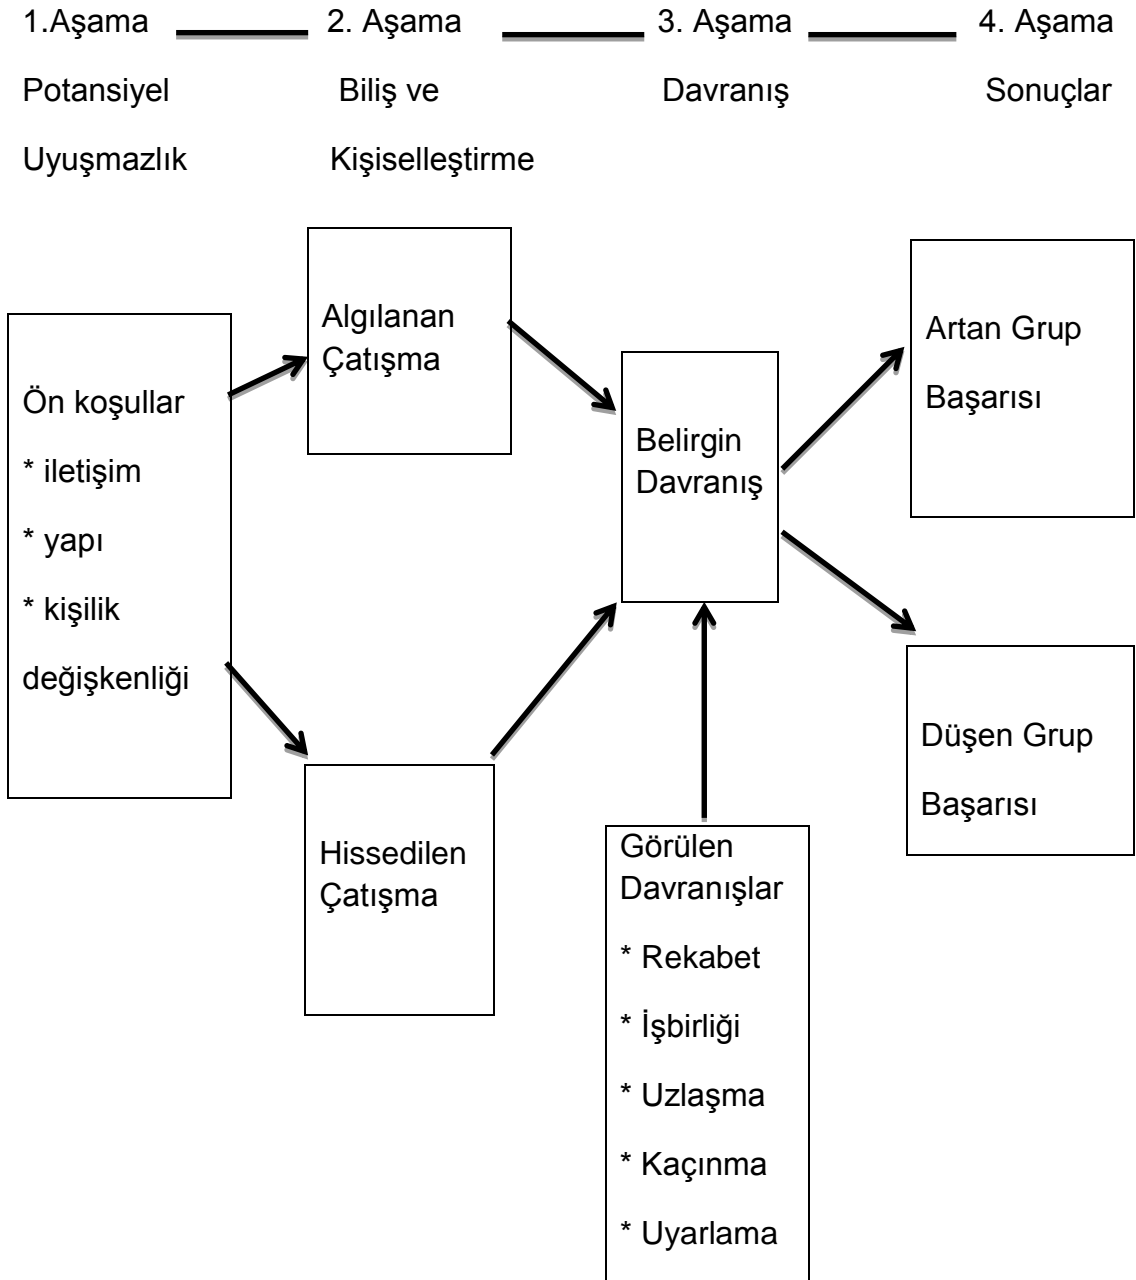 1.Aşama 2. Aşama 3. Aşama 4. Aşama
Potansiyel Biliş ve Davranış Sonuçlar
Uyuşmazlık Kişiselleştirme
Ön koşullar
* iletişim
* yapı
* kişilik
değişkenliği
Algılanan
Çatışma
Hissedilen
Çatışma
Belirgin
Davranış
Görülen
Davranışlar
* Rekabet
* İşbirliği
* Uzlaşma
* Kaçınma
* Uyarlama
Artan Grup
Başarısı
Düşen Grup
Başarısı